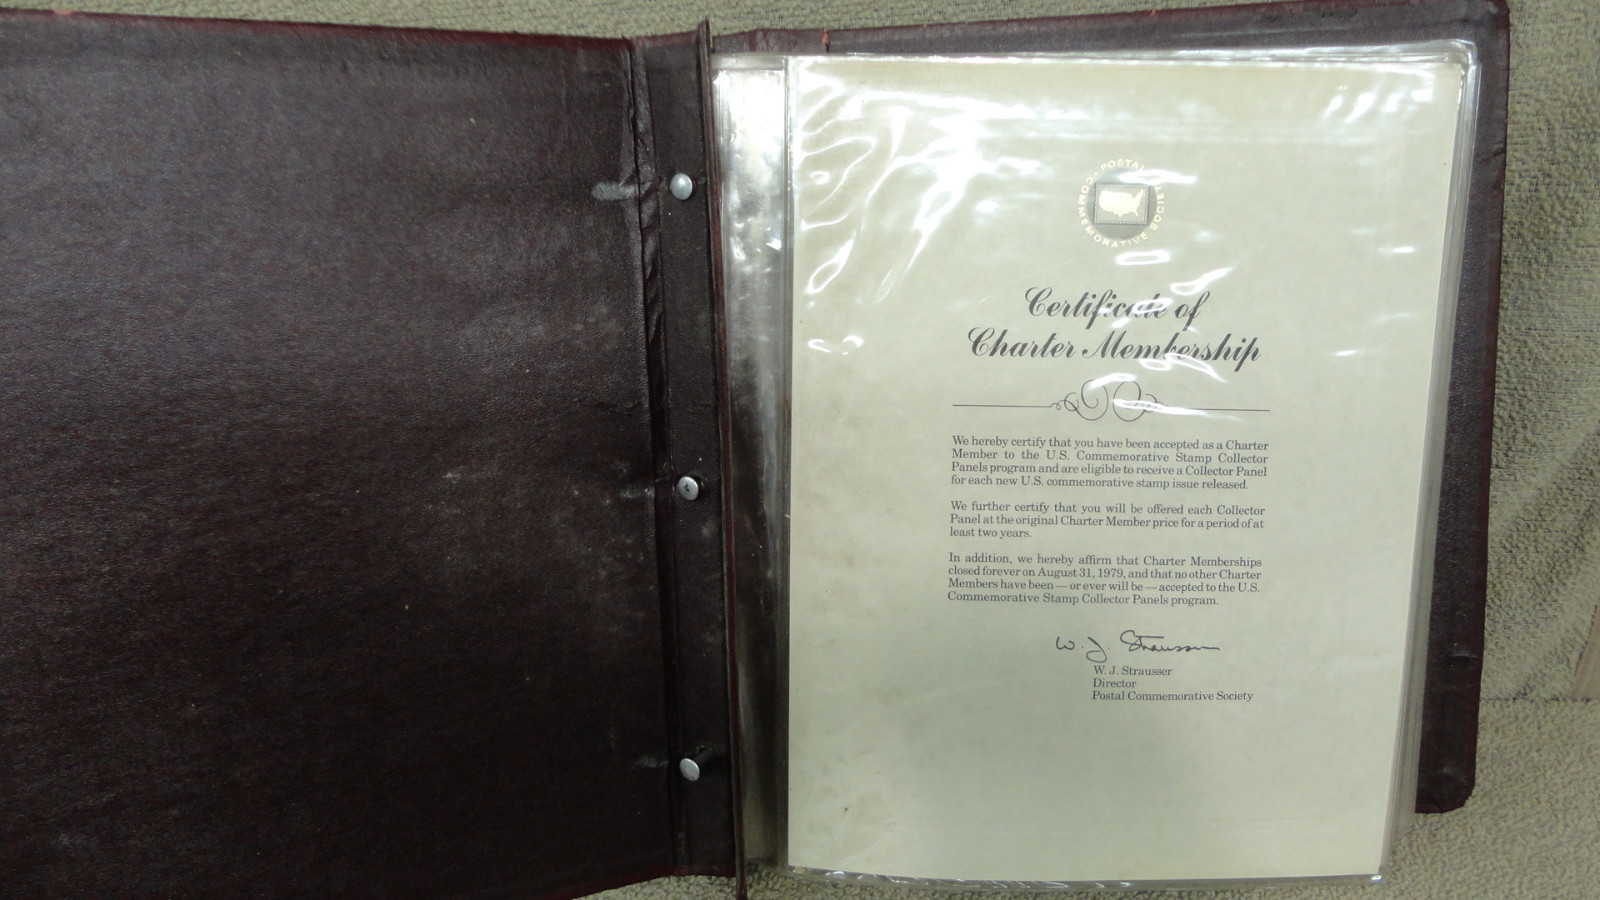 POSTAL COMMEMORATIVE SOCIETY
Certificate of
Charter Membership
We hereby certify that you have been accepted as a Charter
Member to the U.S. Commemorative Stamp Collector
Panels program and are eligible to receive a Collector Panel
for each new U.S. commemorative stamp issue released.
We further certify that you will be offered each Collector
Panel at the original Charter Member price for a period of at
least two years.
In addition, we hereby affirm that Charter Memberships
closed forever on August 31, 1979, and that no other Charter
Members have been — or ever will be — accepted to the U.S.
Commemorative Stamp Collector Panels program.
W. J. Strausser
W. J. Strausser
Director
Postal Commemorative Society